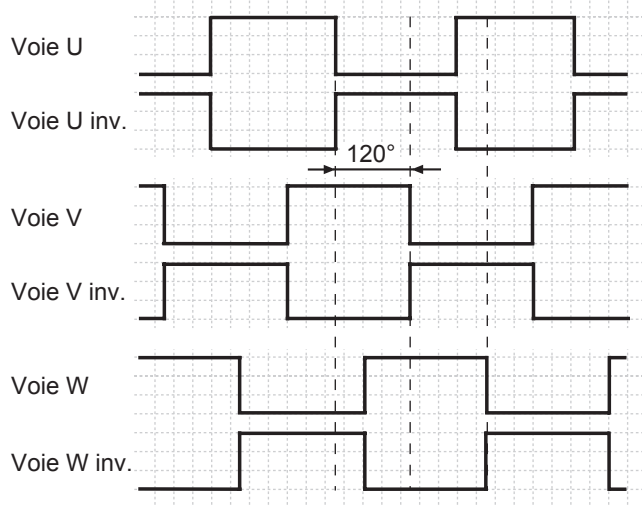 Voie U
Voie U inv.
120°
Voie V
Voie V inv.
Voie W
Voie W inv.